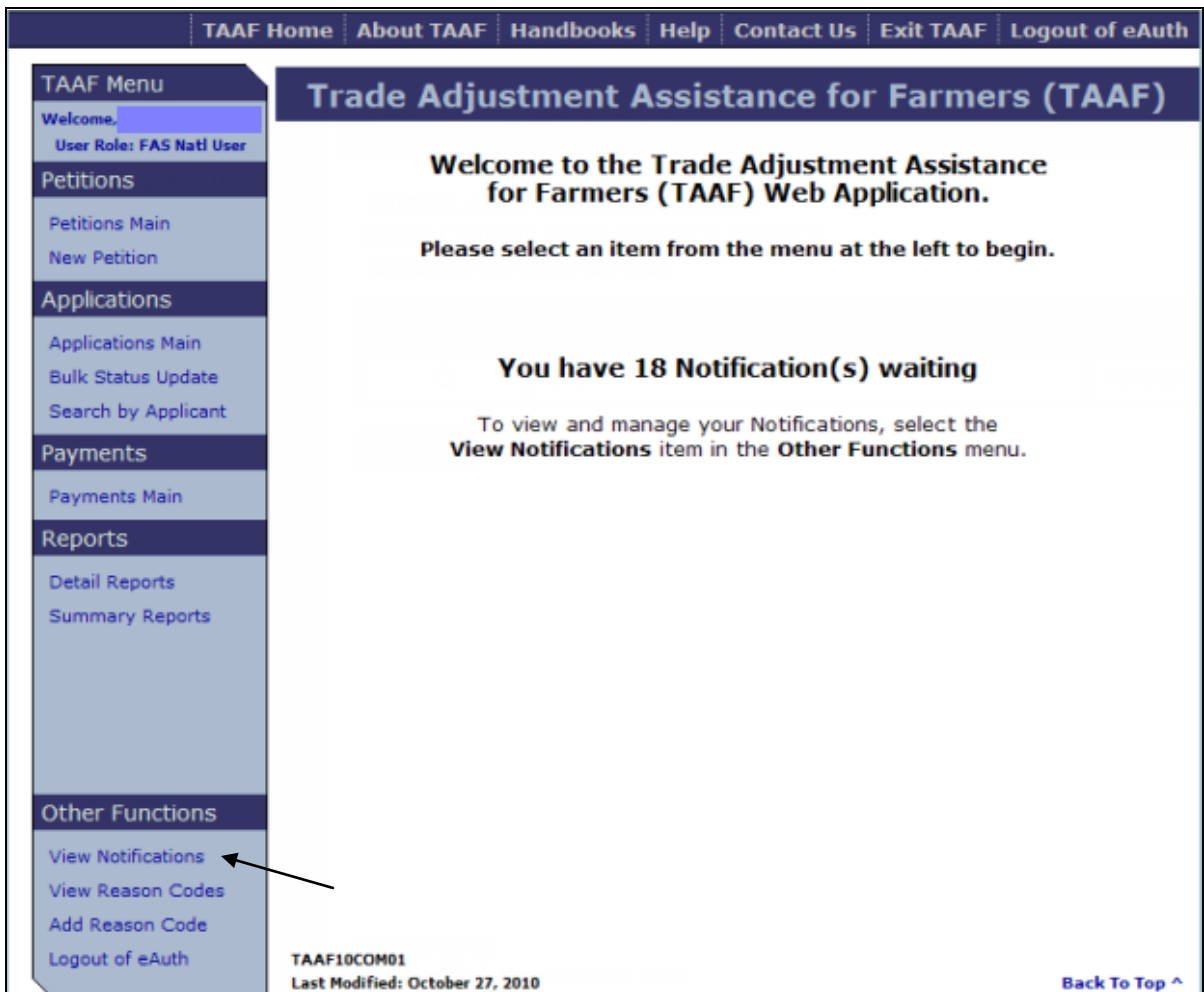 TAAF Home About TAAF Handbooks Help Contact Us Exit TAAF Logout of eAuth
TAAF Menu
Welcome,
User Role: FAS Natl User
Petitions
Petitions Main
New Petition
Applications
Applications Main
Bulk Status Update
Search by Applicant
Payments
Payments Main
Reports
Detail Reports
Summary Reports
Other Functions
View Notifications
View Reason Codes
Add Reason Code
Logout of eAuth
Trade Adjustment Assistance for Farmers (TAAF)
Welcome to the Trade Adjustment Assistance
for Farmers (TAAF) Web Application.
Please select an item from the menu at the left to begin.
You have 18 Notification(s) waiting
To view and manage your Notifications, select the
View Notifications item in the Other Functions menu.
TAAF10COM01
Last Modified: October 27, 2010
Back To Top ^